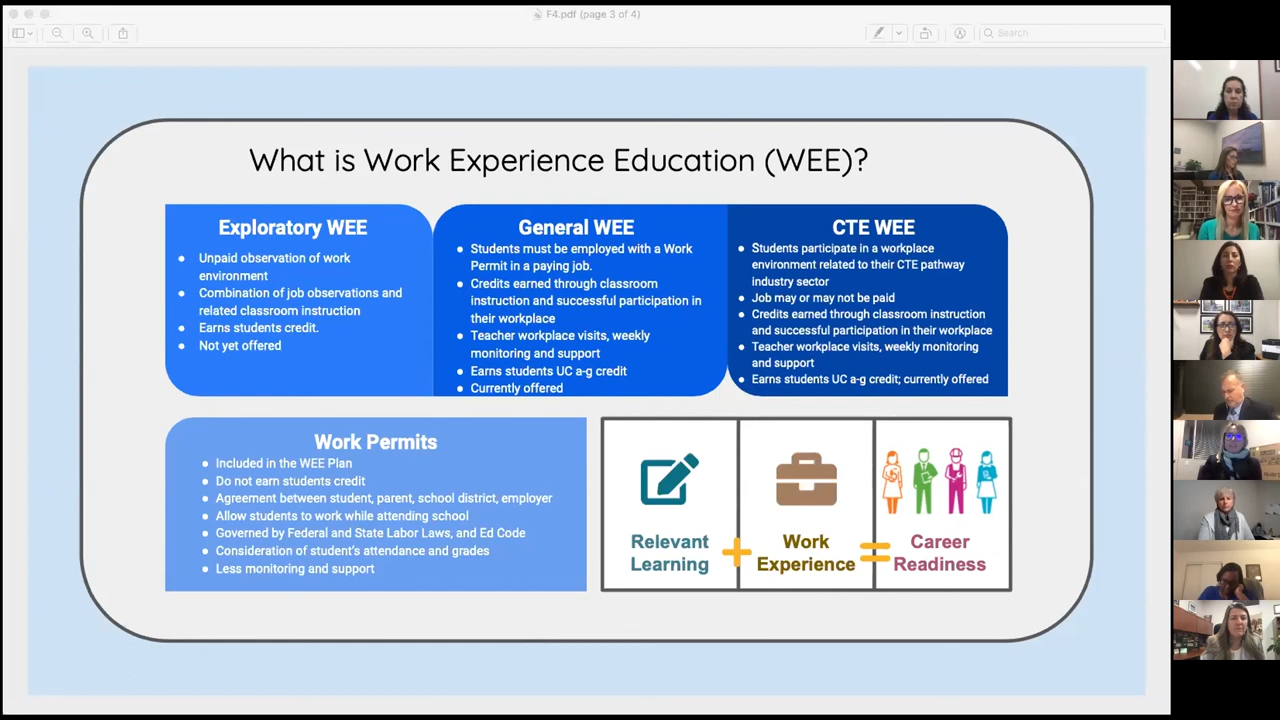 F4.pdf (page 3 of 4)
Search
What is Work Experience Education (WEE)?
Exploratory WEE
● Unpaid observation of work
environment
● Combination of job observations and
related classroom instruction
● Earns students credit.
● Not yet offered
General WEE
● Students must be employed with a Work
Permit in a paying job.
● Credits earned through classroom
instruction and successful participation in
their workplace
● Teacher workplace visits, weekly
monitoring and support
● Earns students UC a-g credit
● Currently offered
CTE WEE
● Students participate in a workplace
environment related to their CTE pathway
industry sector
● Job may or may not be paid
● Credits earned through classroom instruction
and successful participation in their workplace
● Teacher workplace visits, weekly monitoring
and support
● Earns students UC a-g credit; currently offered
Work Permits
● Included in the WEE Plan
● Do not earn students credit
● Agreement between student, parent, school district, employer
● Allow students to work while attending school
● Governed by Federal and State Labor Laws, and Ed Code
● Consideration of student's attendance and grades
● Less monitoring and support
Relevant
Learning
+
Work
Experience
=
Career
Readiness